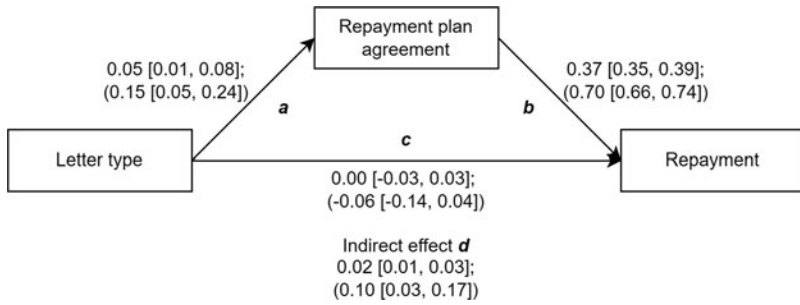 Repayment plan
agreement
0.05 [0.01, 0.08];
(0.15 [0.05, 0.24])
0.37 [0.35, 0.39];
(0.70 [0.66, 0.74])
a
b
c
Letter type
Repayment
0.00 [-0.03, 0.03];
(-0.06 [-0.14, 0.04])
Indirect effect d
0.02 [0.01, 0.03];
(0.10 [0.03, 0.17])